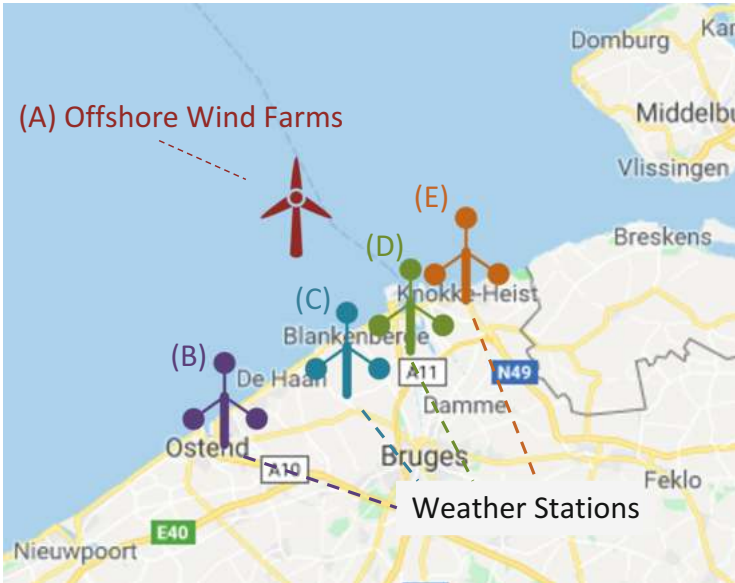 Domburg
Kar
(A) Offshore Wind Farms
Middelbu
Vlissingen
(E)
Breskens
(D)
Knokke-Heist
(C)
Blankenberge
(B)
De Haan
A11
N49
Damme
Ostend
Bruges
A10
Feklo
Weather Stations
E40
Nieuwpoort